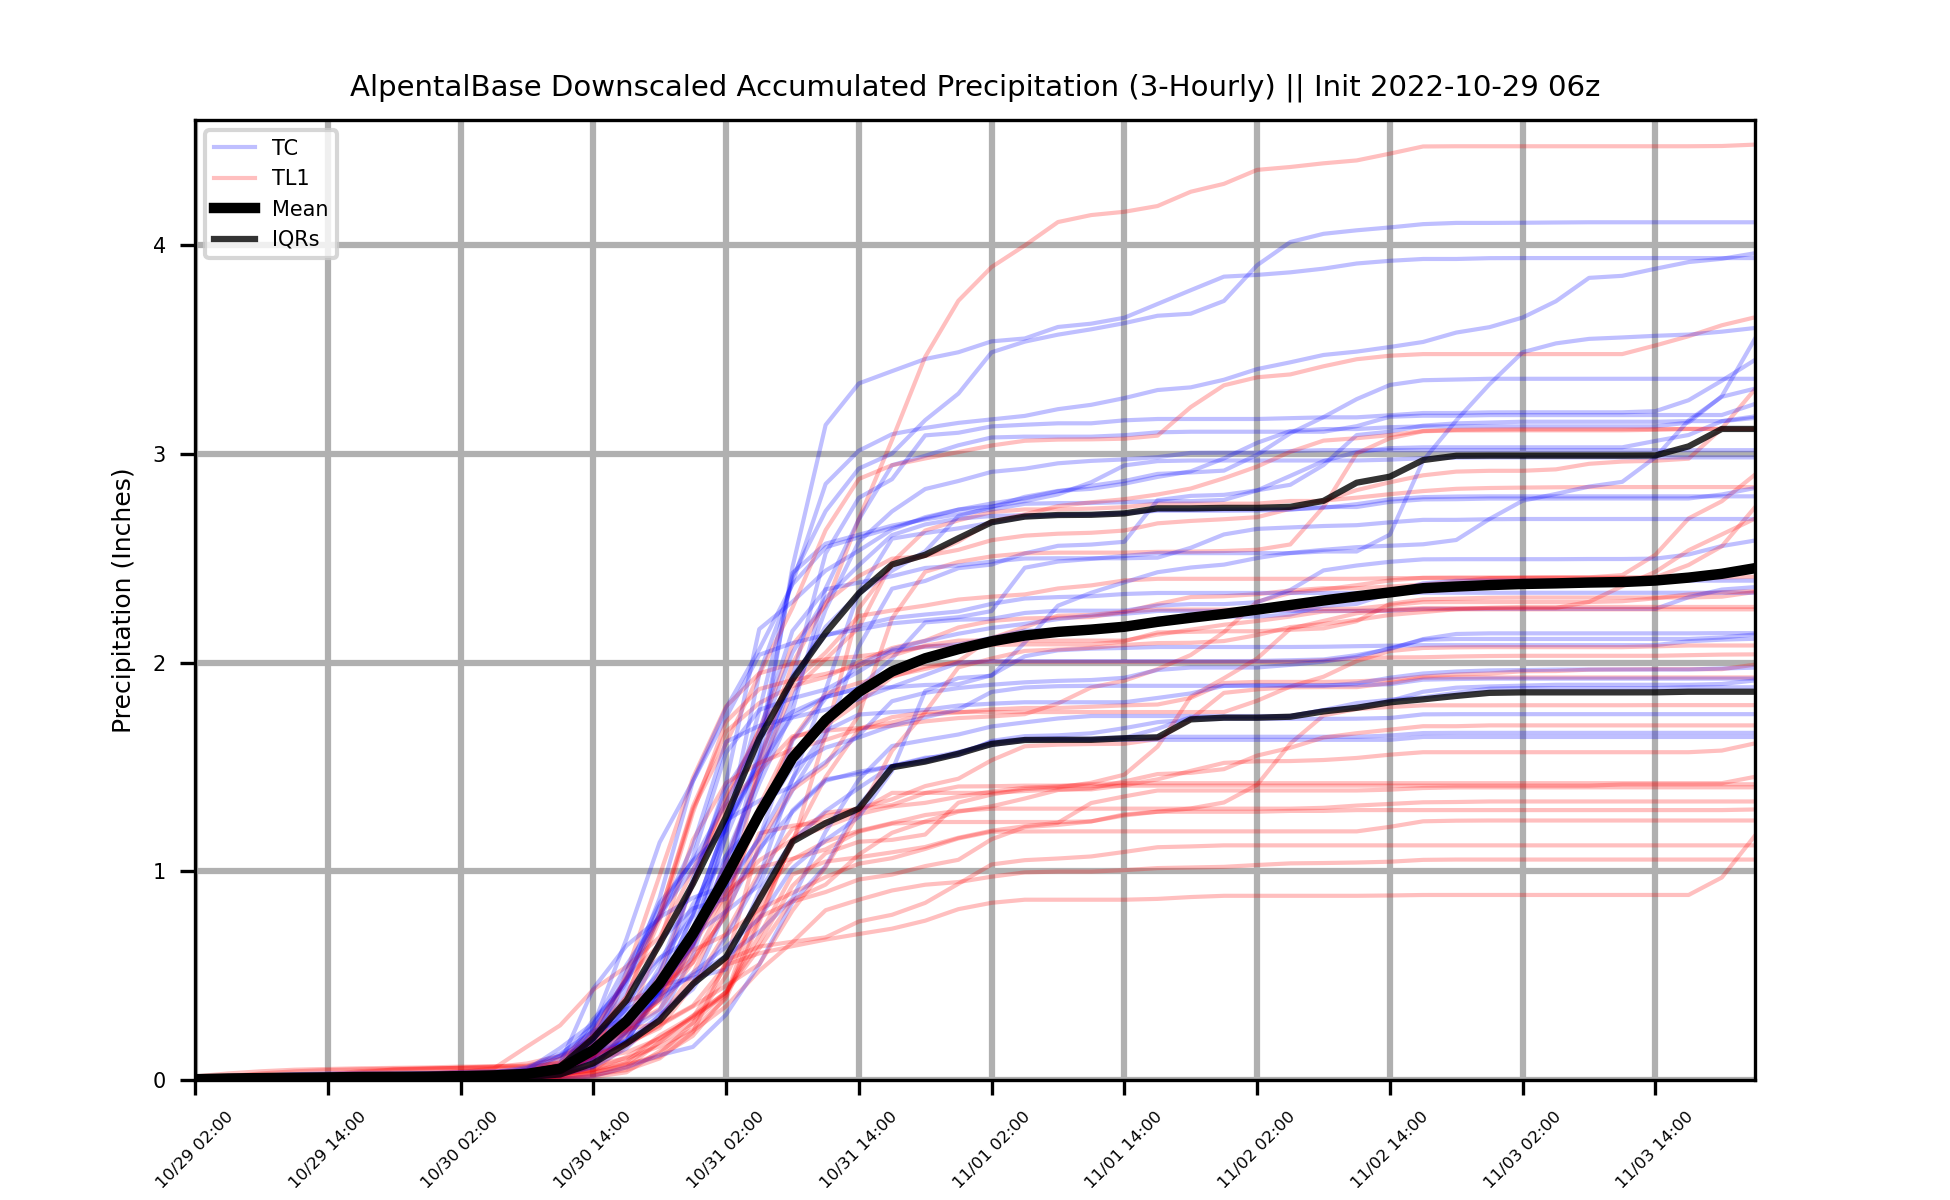 AlpentalBase Downscaled Accumulated Precipitation (3-Hourly) || Init 2022-10-29 06z
TC
TL1
Mean
IQRs
Precipitation (Inches)
4
3
2
1
0
10/29 02:00
10/29 14:00
10/30 02:00
10/30 14:00
10/31 02:00
10/31 14:00
11/01 02:00
11/01 14:00
11/02 02:00
11/02 14:00
11/03 02:00
11/03 14:00